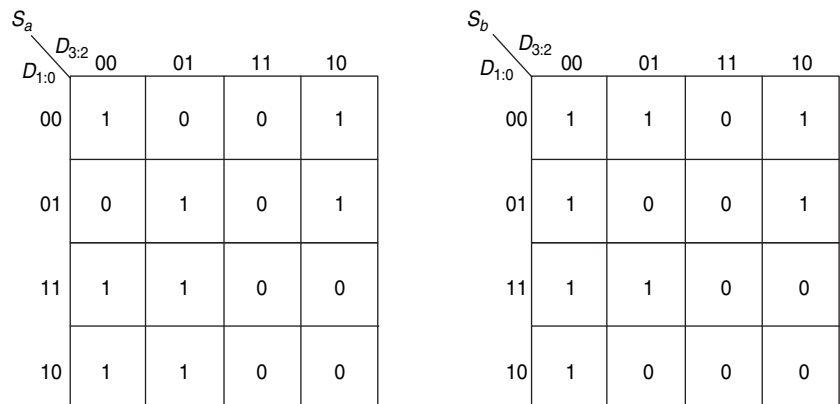 Sa
D3:2
D1:0
00 01 11 10
00 1 0 0 1
01 0 1 0 1
11 1 1 0 0
10 1 1 0 0
Sb
D3:2
D1:0
00 01 11 10
00 1 1 0 1
01 1 0 0 1
11 1 1 0 0
10 1 0 0 0